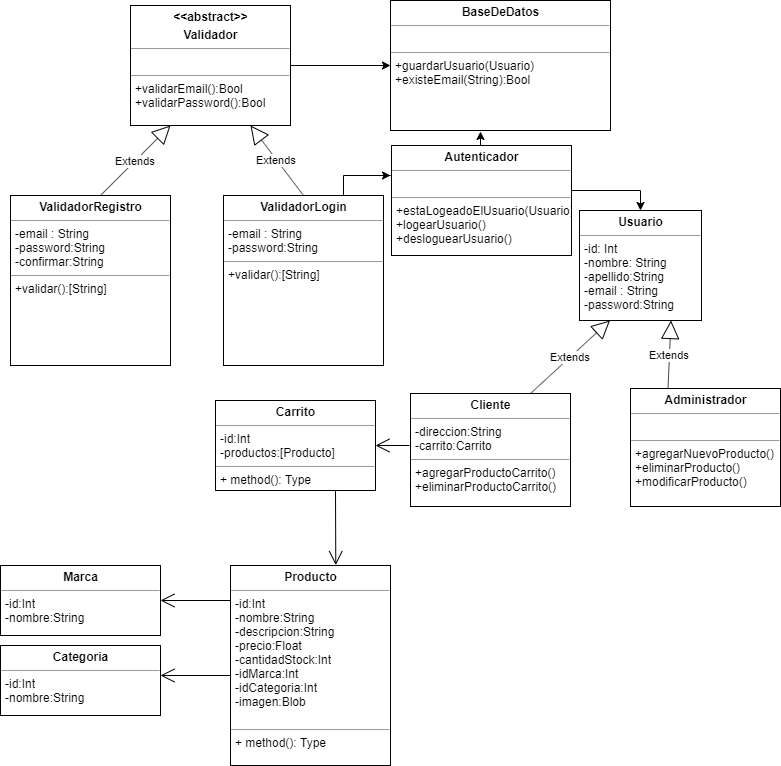 <<abstract>>
Validador
+validarEmail():Bool
+validarPassword():Bool
BaseDeDatos
+guardarUsuario(Usuario)
+existeEmail(String):Bool
Extends
Extends
Autenticador
+estaLogeadoElUsuario(Usuario
+logearUsuario()
+desloguearUsuario()
ValidadorRegistro
-email : String
-password:String
-confirmar:String
+validar():[String]
ValidadorLogin
-email : String
-password:String
+validar():[String]
Usuario
-id: Int
-nombre: String
-apellido:String
-email : String
-password:String
Extends
Extends
Carrito
-id:Int
-productos:[Producto]
+ method(): Type
Cliente
-direccion:String
-carrito:Carrito
+agregarProductoCarrito()
+eliminarProductoCarrito()
Administrador
+agregarNuevoProducto()
+eliminarProducto()
+modificarProducto()
Marca
-id:Int
-nombre:String
Categoria
-id:Int
-nombre:String
Producto
-id:Int
-nombre:String
-descripcion:String
-precio:Float
-cantidadStock:Int
-idMarca:Int
-idCategoria:Int
-imagen:Blob
+ method(): Type